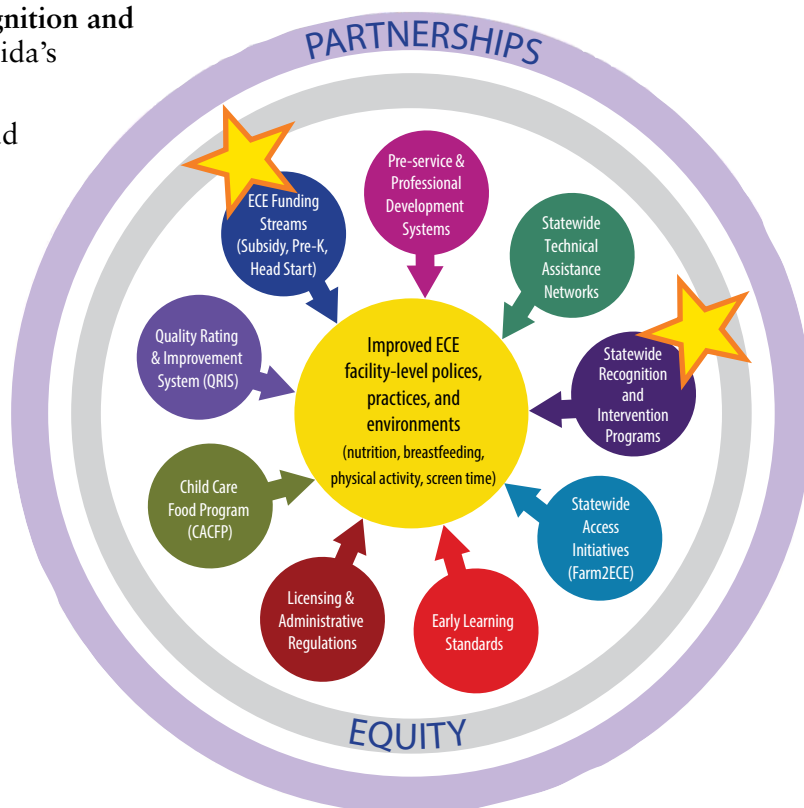 gnition and
ida's
d
PARTNERSHIPS
Pre-service &
Professional
Development
Systems
ECE Funding
Streams
(Subsidy, Pre-K,
Head Start)
Statewide
Technical
Assistance
Networks
Quality Rating
& Improvement
System (QRIS)
Improved ECE
facility-level polices,
practices, and
environments
(nutrition, breastfeeding,
physical activity, screen time)
Statewide
Recognition
and
Intervention
Programs
Child Care
Food Program
(CACFP)
Statewide
Access
Initiatives
(Farm2ECE)
Licensing &
Administrative
Regulations
Early Learning
Standards
EQUITY